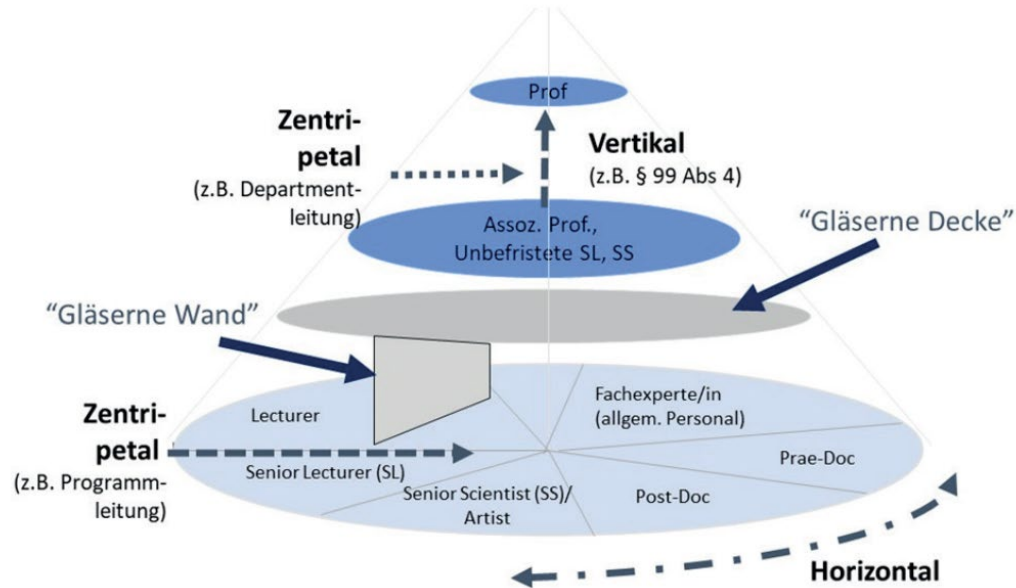 Prof
Zentri-
petal
(z.B. Department-
leitung)
Vertikal
(z.B. § 99 Abs 4)
Assoz. Prof.,
Unbefristete SL, SS
“Gläserne Decke”
“Gläserne Wand”
Zentri-
petal
(z.B. Programm-
leitung)
Lecturer
Fachexperte/in
(allgem. Personal)
Senior Lecturer (SL)
Prae-Doc
Senior Scientist (SS)/
Artist
Post-Doc
Horizontal